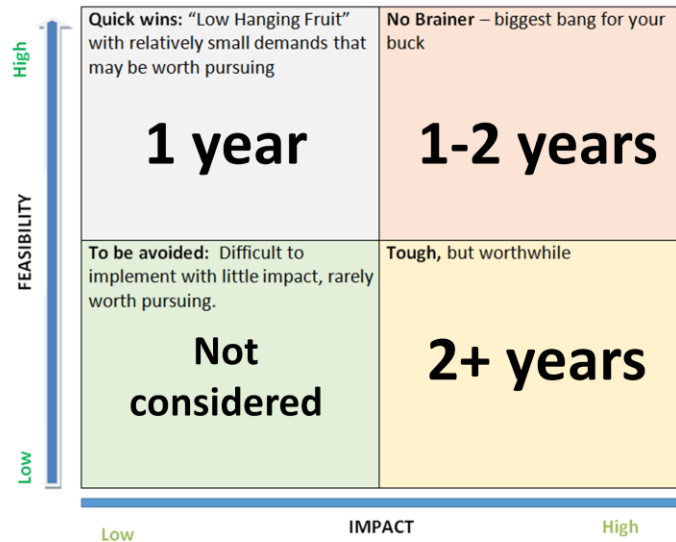 High
FEASIBILITY
Low
Quick wins: “Low Hanging Fruit”
with relatively small demands that
may be worth pursuing
1 year
No Brainer – biggest bang for your
buck
1-2 years
To be avoided: Difficult to
implement with little impact, rarely
worth pursuing.
Not
considered
Tough, but worthwhile
2+ years
Low
IMPACT
High